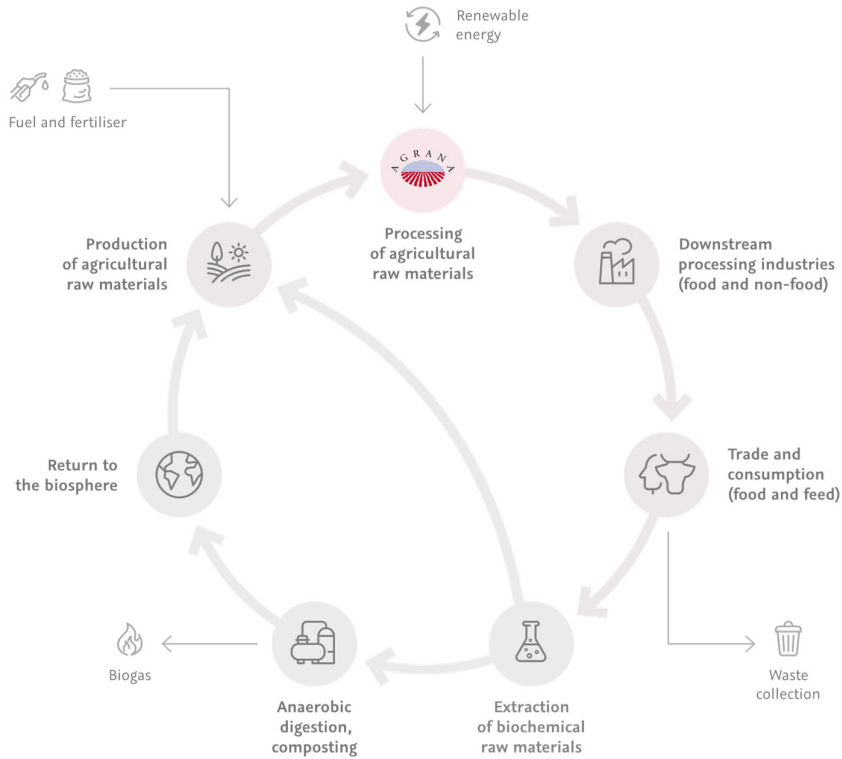 Renewable
energy
Fuel and fertiliser
AGRANA
Processing
of agricultural
raw materials
Production
of agricultural
raw materials
Downstream
processing industries
(food and non-food)
Return to
the biosphere
Trade and
consumption
(food and feed)
Biogas
Anaerobic
digestion,
composting
Extraction
of biochemical
raw materials
Waste
collection